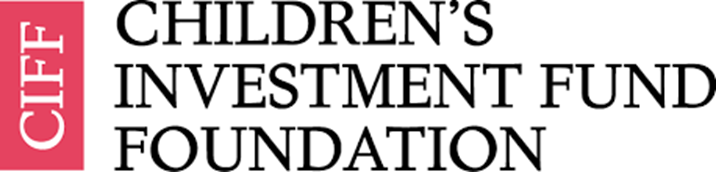 CIFF
CHILDREN’S
INVESTMENT FUND
FOUNDATION